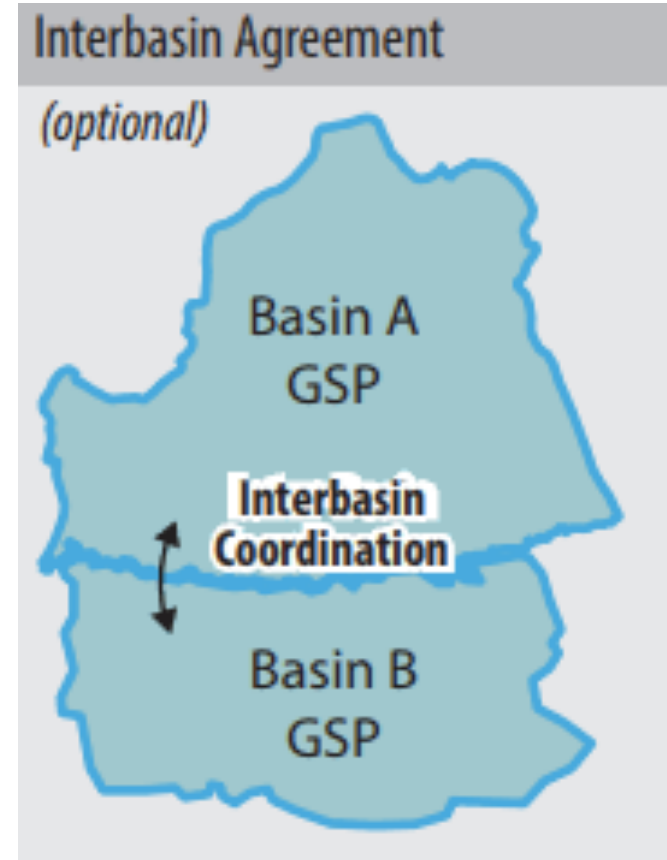 Interbasin Agreement
(optional)
Basin A
GSP
Interbasin
Coordination
Basin B
GSP